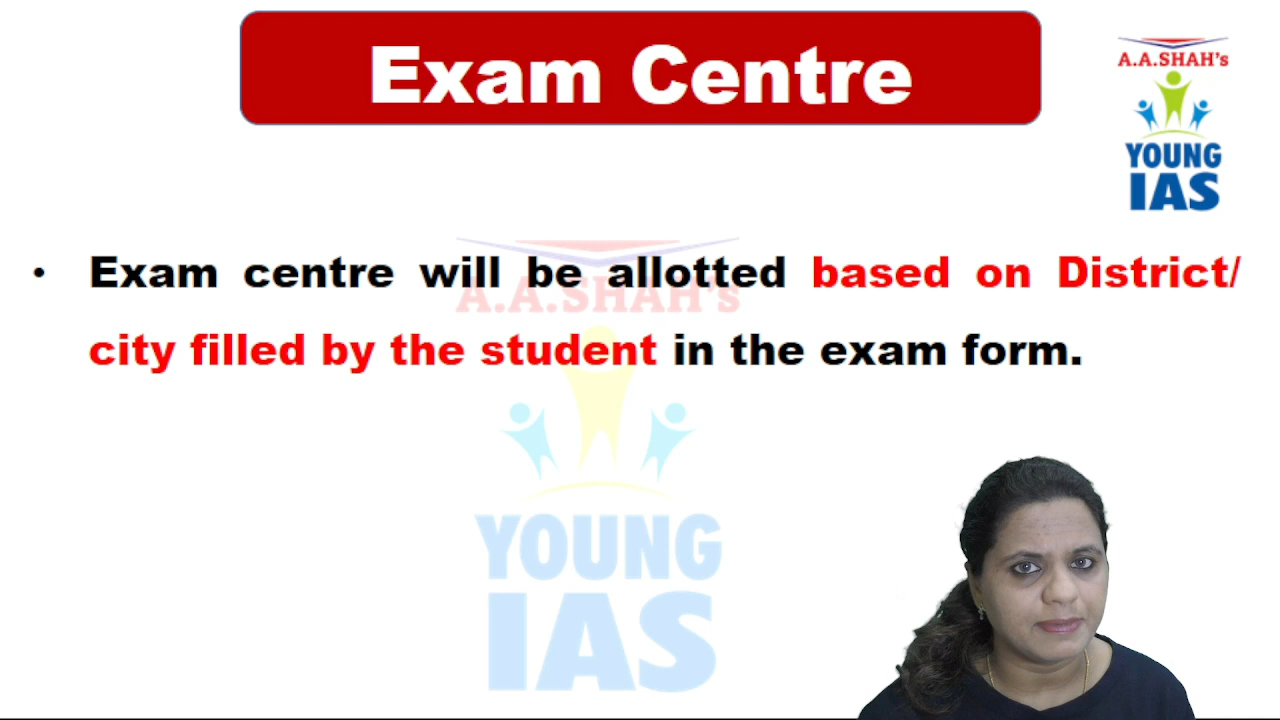 Exam Centre
A.A.SHAH's
YOUNG
IAS
• Exam centre will be allotted based on District/
city filled by the student in the exam form.
A.A.SHAH's
YOUNG
IAS